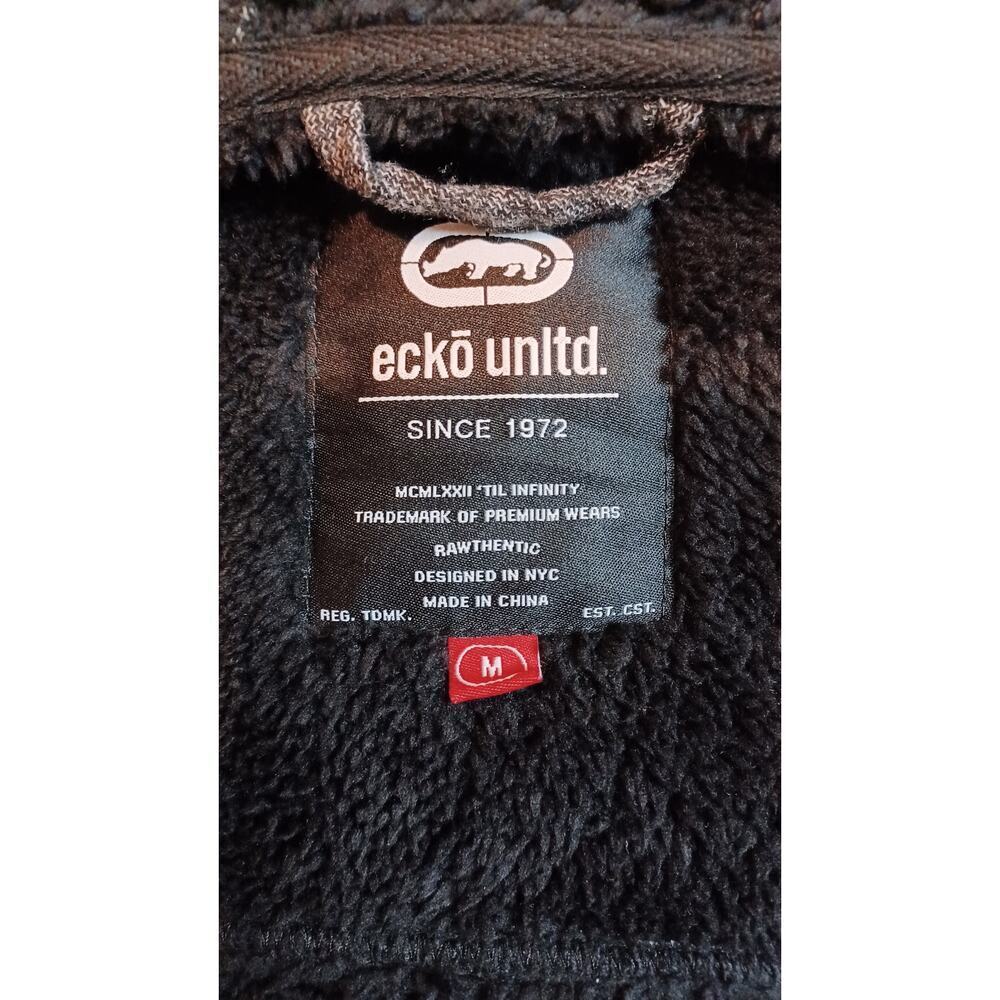 eckō unltd.
SINCE 1972
MCMLXXII 'TIL INFINITY
TRADEMARK OF PREMIUM WEARS
RAWTHENTIC
DESIGNED IN NYC
MADE IN CHINA
REG. TDMK. EST. CST.
M